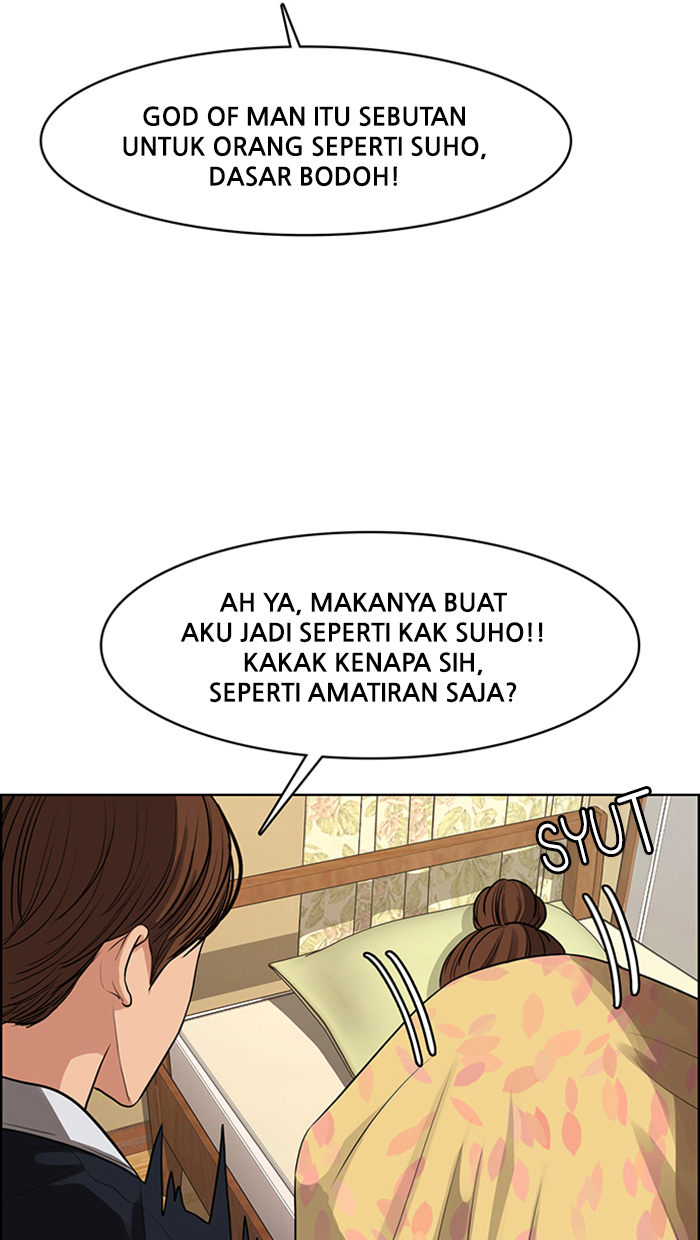 GOD OF MAN ITU SEBUTAN
UNTUK ORANG SEPERTI SUHO,
DASAR BODOH!
AH YA, MAKANYA BUAT
AKU JADI SEPERTI KAK SUHO!!
KAKAK KENAPA SIH,
SEPERTI AMATIRAN SAJA?
SYUT